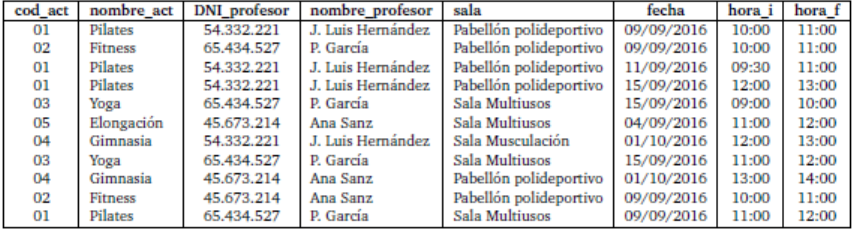 cod_act nombre_act DNI_profesor nombre_profesor sala fecha hora_i hora_f
01 Pilates 54.332.221 J. Luis Hernández Pabellón polideportivo 09/09/2016 10:00 11:00
02 Fitness 65.434.527 P. García Pabellón polideportivo 09/09/2016 10:00 11:00
01 Pilates 54.332.221 J. Luis Hernández Pabellón polideportivo 11/09/2016 09:30 11:00
01 Pilates 54.332.221 J. Luis Hernández Pabellón polideportivo 15/09/2016 12:00 13:00
03 Yoga 65.434.527 P. García Sala Multiusos 15/09/2016 09:00 10:00
05 Elongación 45.673.214 Ana Sanz Sala Multiusos 04/09/2016 11:00 12:00
04 Gimnasia 54.332.221 J. Luis Hernández Sala Musculación 01/10/2016 12:00 13:00
03 Yoga 65.434.527 P. García Sala Multiusos 15/09/2016 11:00 12:00
04 Gimnasia 45.673.214 Ana Sanz Pabellón polideportivo 01/10/2016 13:00 14:00
02 Fitness 45.673.214 Ana Sanz Pabellón polideportivo 09/09/2016 10:00 11:00
01 Pilates 65.434.527 P. García Sala Multiusos 09/09/2016 11:00 12:00